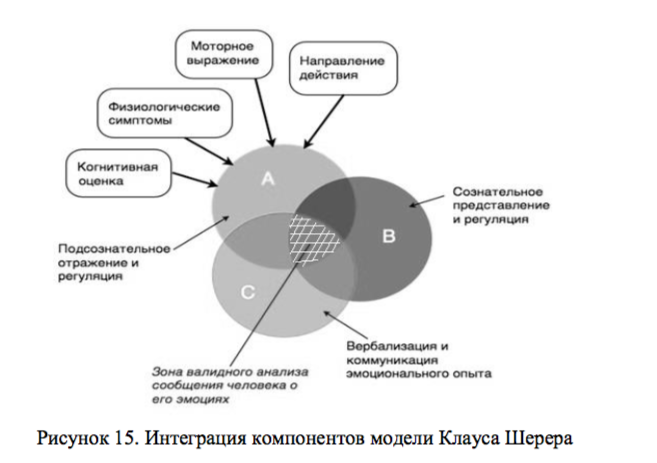 Моторное
выражение
Направление
действия
Физиологические
симптомы
Когнитивная
оценка
A
Сознательное
представление
и регуляция
B
Подсознательное
отражение и
регуляция
C
Вербализация и
коммуникация
эмоционального опыта
Зона валидного анализа
сообщения человека о
его эмоциях
Рисунок 15. Интеграция компонентов модели Клауса Шерера